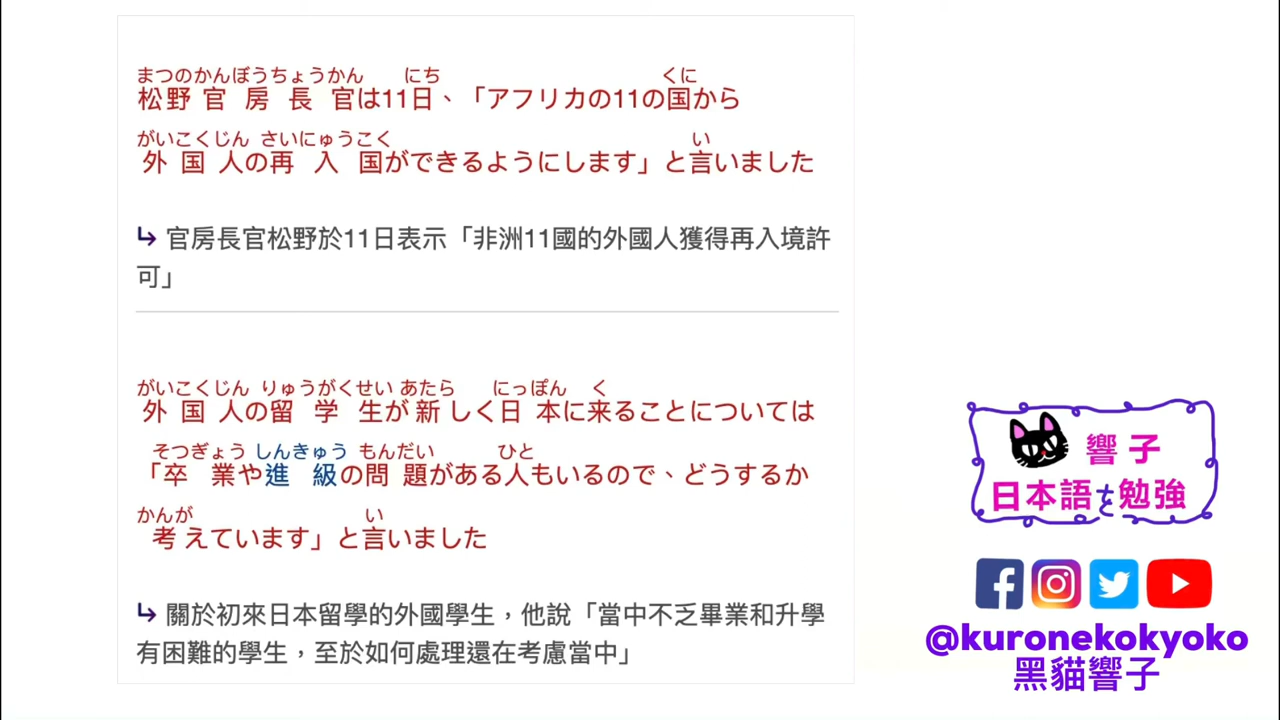 まつのかんぼうちょうかん にち くに
松野官房長官は11日、「アフリカの11の国から
がいこくじん さいにゅうこく い
外国人の再入国ができるようにします」と言いました
↳ 官房長官松野於11日表示「非洲11國的外國人獲得再入境許
可」
がいこくじん りゅうがくせい あたら にっぽん く
外国人の留学生が新しく日本に来ることについては
そつぎょう しんきゅう もんだい ひと
「卒業や進級の問題がある人もいるので、どうするか
かんが い
考えています」と言いました
↳ 關於初來日本留學的外國學生，他說「當中不乏畢業和升學
有困難的學生，至於如何處理還在考慮當中」
響子
日本語を勉強
@kuronekokyoko
黑貓響子